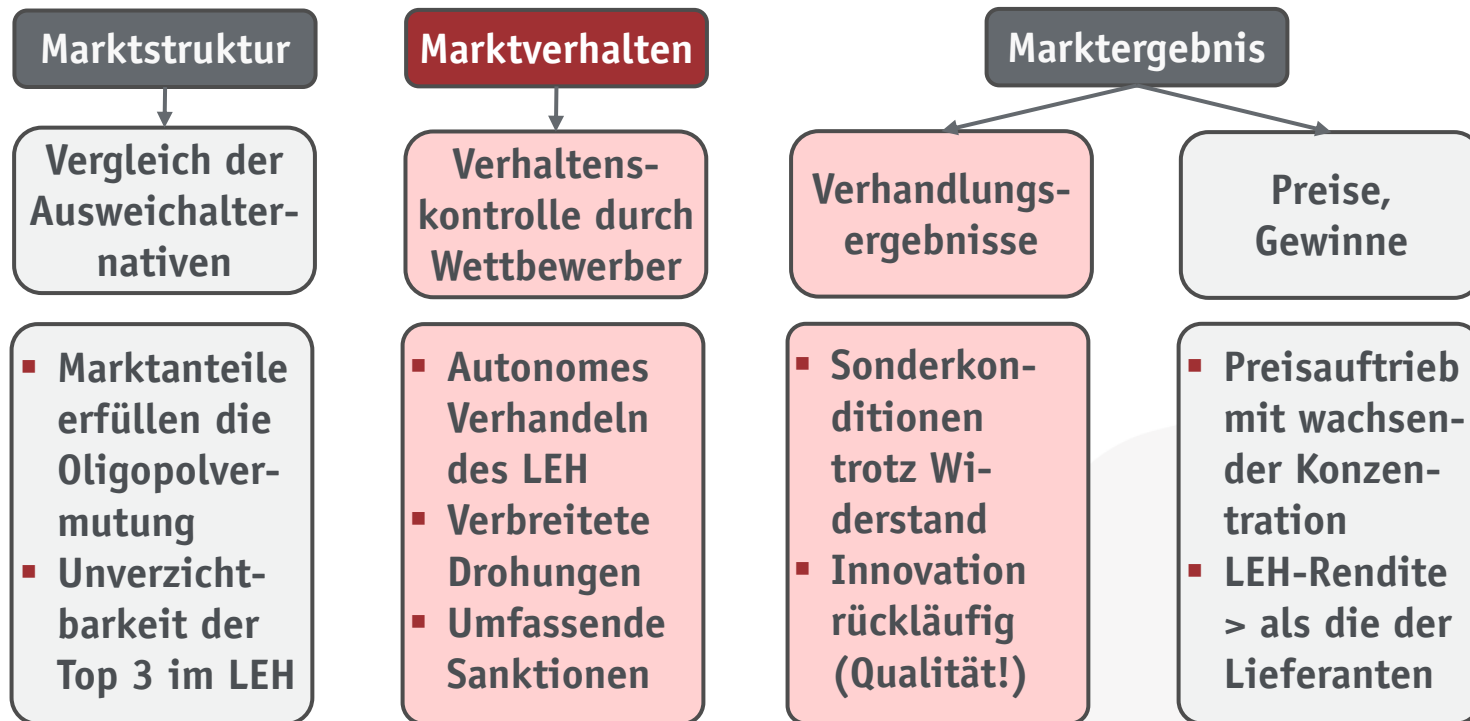 Marktstruktur
Vergleich der
Ausweichalter-
nativen
▪ Marktanteile
erfüllen die
Oligopolver-
mutung
▪ Unverzicht-
barkeit der
Top 3 im LEH
Marktverhalten
Verhaltens-
kontrolle durch
Wettbewerber
▪ Autonomes
Verhandeln
des LEH
▪ Verbreitete
Drohungen
▪ Umfassende
Sanktionen
Marktergebnis
Verhandlungs-
ergebnisse
▪ Sonderkon-
ditionen
trotz Wi-
derstand
▪ Innovation
rückläufig
(Qualität!)
Preise,
Gewinne
▪ Preisauftrieb
mit wachsen-
der Konzen-
tration
▪ LEH-Rendite
> als die der
Lieferanten